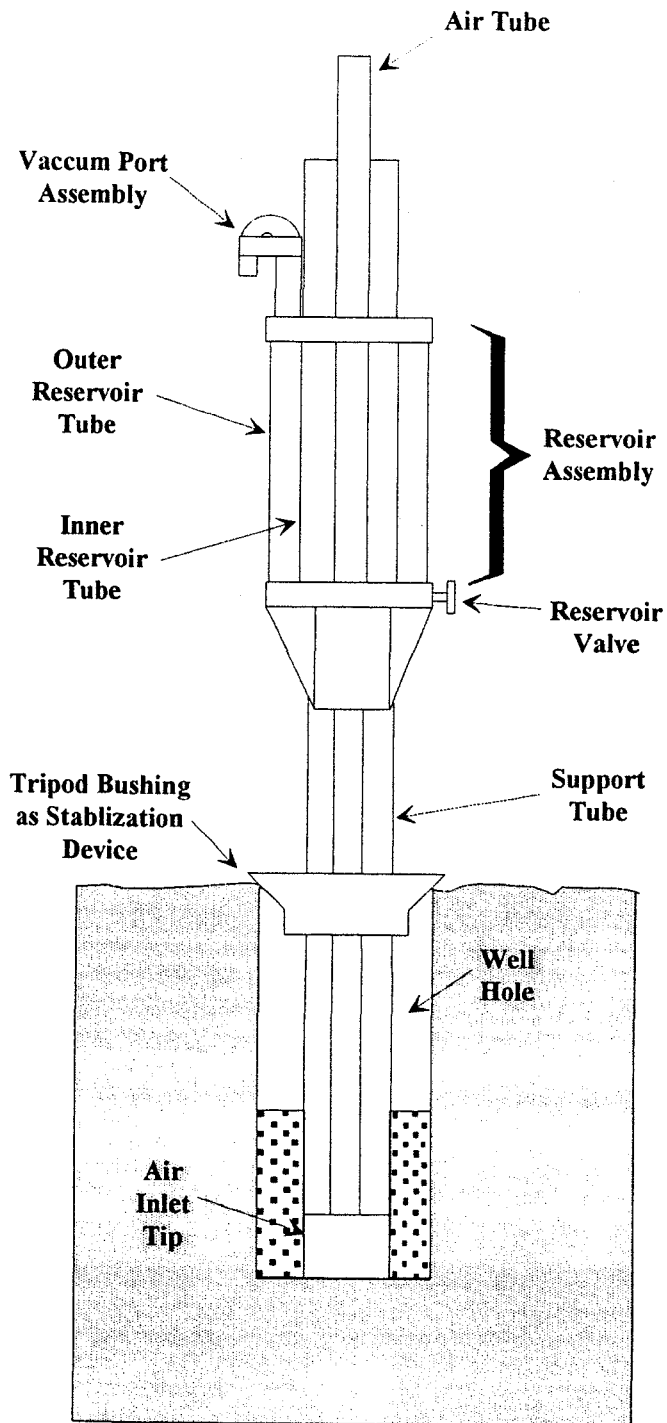 Air Tube
Vaccum Port
Assembly
Outer
Reservoir
Tube
Reservoir
Assembly
Inner
Reservoir
Tube
Reservoir
Valve
Tripod Bushing
as Stablization
Device
Support
Tube
Well
Hole
Air
Inlet
Tip